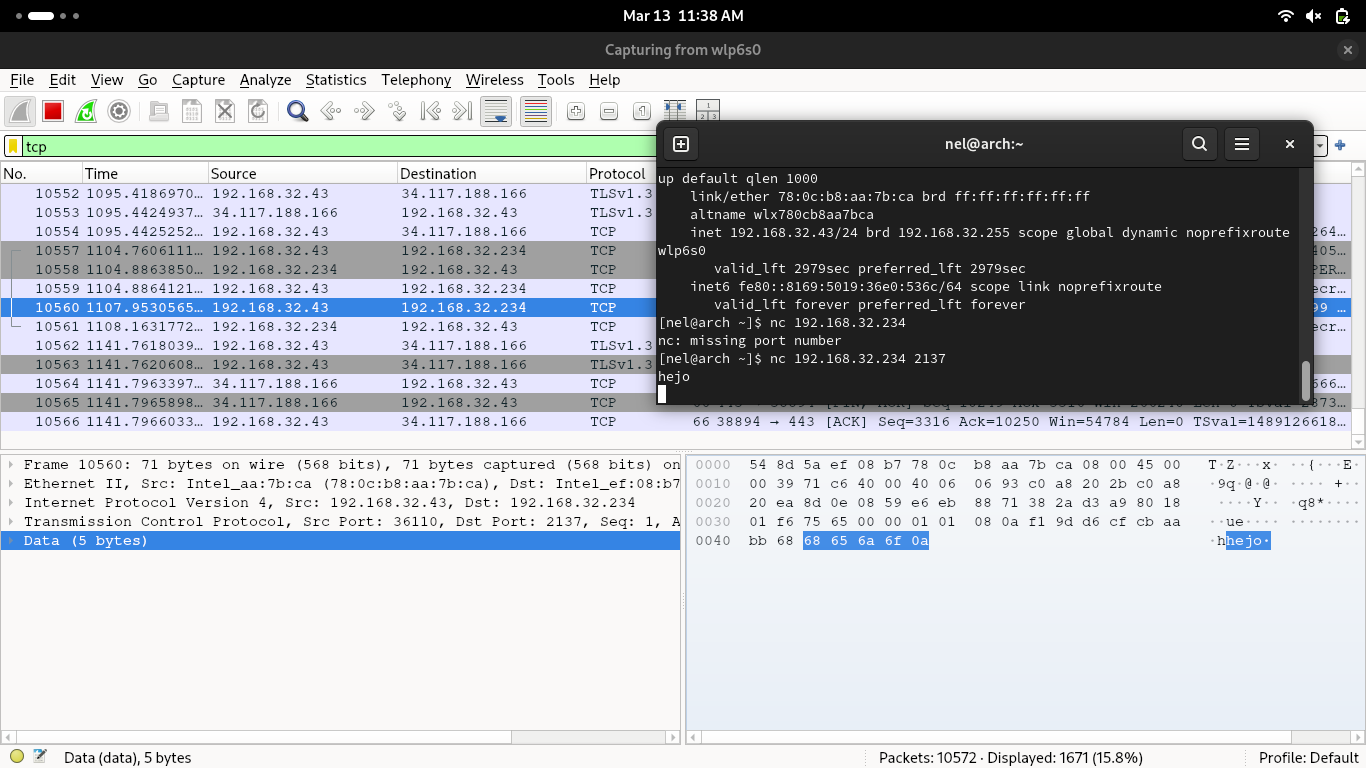 Mar 13 11:38 AM
Capturing from wlp6s0
File Edit View Go Capture Analyze Statistics Telephony Wireless Tools Help
tcp
No. Time Source Destination Protocol
10552 1095.4186970… 192.168.32.43 34.117.188.166 TLSv1.3
10553 1095.4424937… 34.117.188.166 192.168.32.43 TLSv1.3
10554 1095.4425252… 192.168.32.43 34.117.188.166 TCP 264…
10557 1104.7606111… 192.168.32.43 192.168.32.234 TCP 405…
10558 1104.8863850… 192.168.32.234 192.168.32.43 TCP PER…
10559 1104.8864121… 192.168.32.43 192.168.32.234 TCP ecr…
10560 1107.9530565… 192.168.32.43 192.168.32.234 TCP 99 …
10561 1108.1631772… 192.168.32.234 192.168.32.43 TCP ecr…
10562 1141.7618039… 192.168.32.43 34.117.188.166 TLSv1.3
10563 1141.7620608… 192.168.32.43 34.117.188.166 TLSv1.3
10564 1141.7963397… 34.117.188.166 192.168.32.43 TCP 666…
10565 1141.7965898… 34.117.188.166 192.168.32.43 TCP
10566 1141.7966033… 192.168.32.43 34.117.188.166 TCP 66 38894 → 443 [ACK] Seq=3316 Ack=10250 Win=54784 Len=0 TSval=1489126618…
nel@arch:~
up default qlen 1000
link/ether 78:0c:b8:aa:7b:ca brd ff:ff:ff:ff:ff:ff
altname wlx780cb8aa7bca
inet 192.168.32.43/24 brd 192.168.32.255 scope global dynamic noprefixroute
wlp6s0
valid_lft 2979sec preferred_lft 2979sec
inet6 fe80::8169:5019:36e0:536c/64 scope link noprefixroute
valid_lft forever preferred_lft forever
[nel@arch ~]$ nc 192.168.32.234
nc: missing port number
[nel@arch ~]$ nc 192.168.32.234 2137
hejo
Frame 10560: 71 bytes on wire (568 bits), 71 bytes captured (568 bits) on
Ethernet II, Src: Intel_aa:7b:ca (78:0c:b8:aa:7b:ca), Dst: Intel_ef:08:b7
Internet Protocol Version 4, Src: 192.168.32.43, Dst: 192.168.32.234
Transmission Control Protocol, Src Port: 36110, Dst Port: 2137, Seq: 1, A
Data (5 bytes)
0000 54 8d 5a ef 08 b7 78 0c b8 aa 7b ca 08 00 45 00 T·Z···x· ··{···E·
0010 00 39 71 c6 40 00 40 06 06 93 c0 a8 20 2b c0 a8 ·9q·@·@· ···· +··
0020 20 ea 8d 0e 08 59 e6 eb 88 71 38 2a d3 a9 80 18 ····Y·· ·q8*····
0030 01 f6 75 65 00 00 01 01 08 0a f1 9d d6 cf cb aa ··ue···· ········
0040 bb 68 68 65 6a 6f 0a ·hhejo·
Data (data), 5 bytes
Packets: 10572 · Displayed: 1671 (15.8%)
Profile: Default